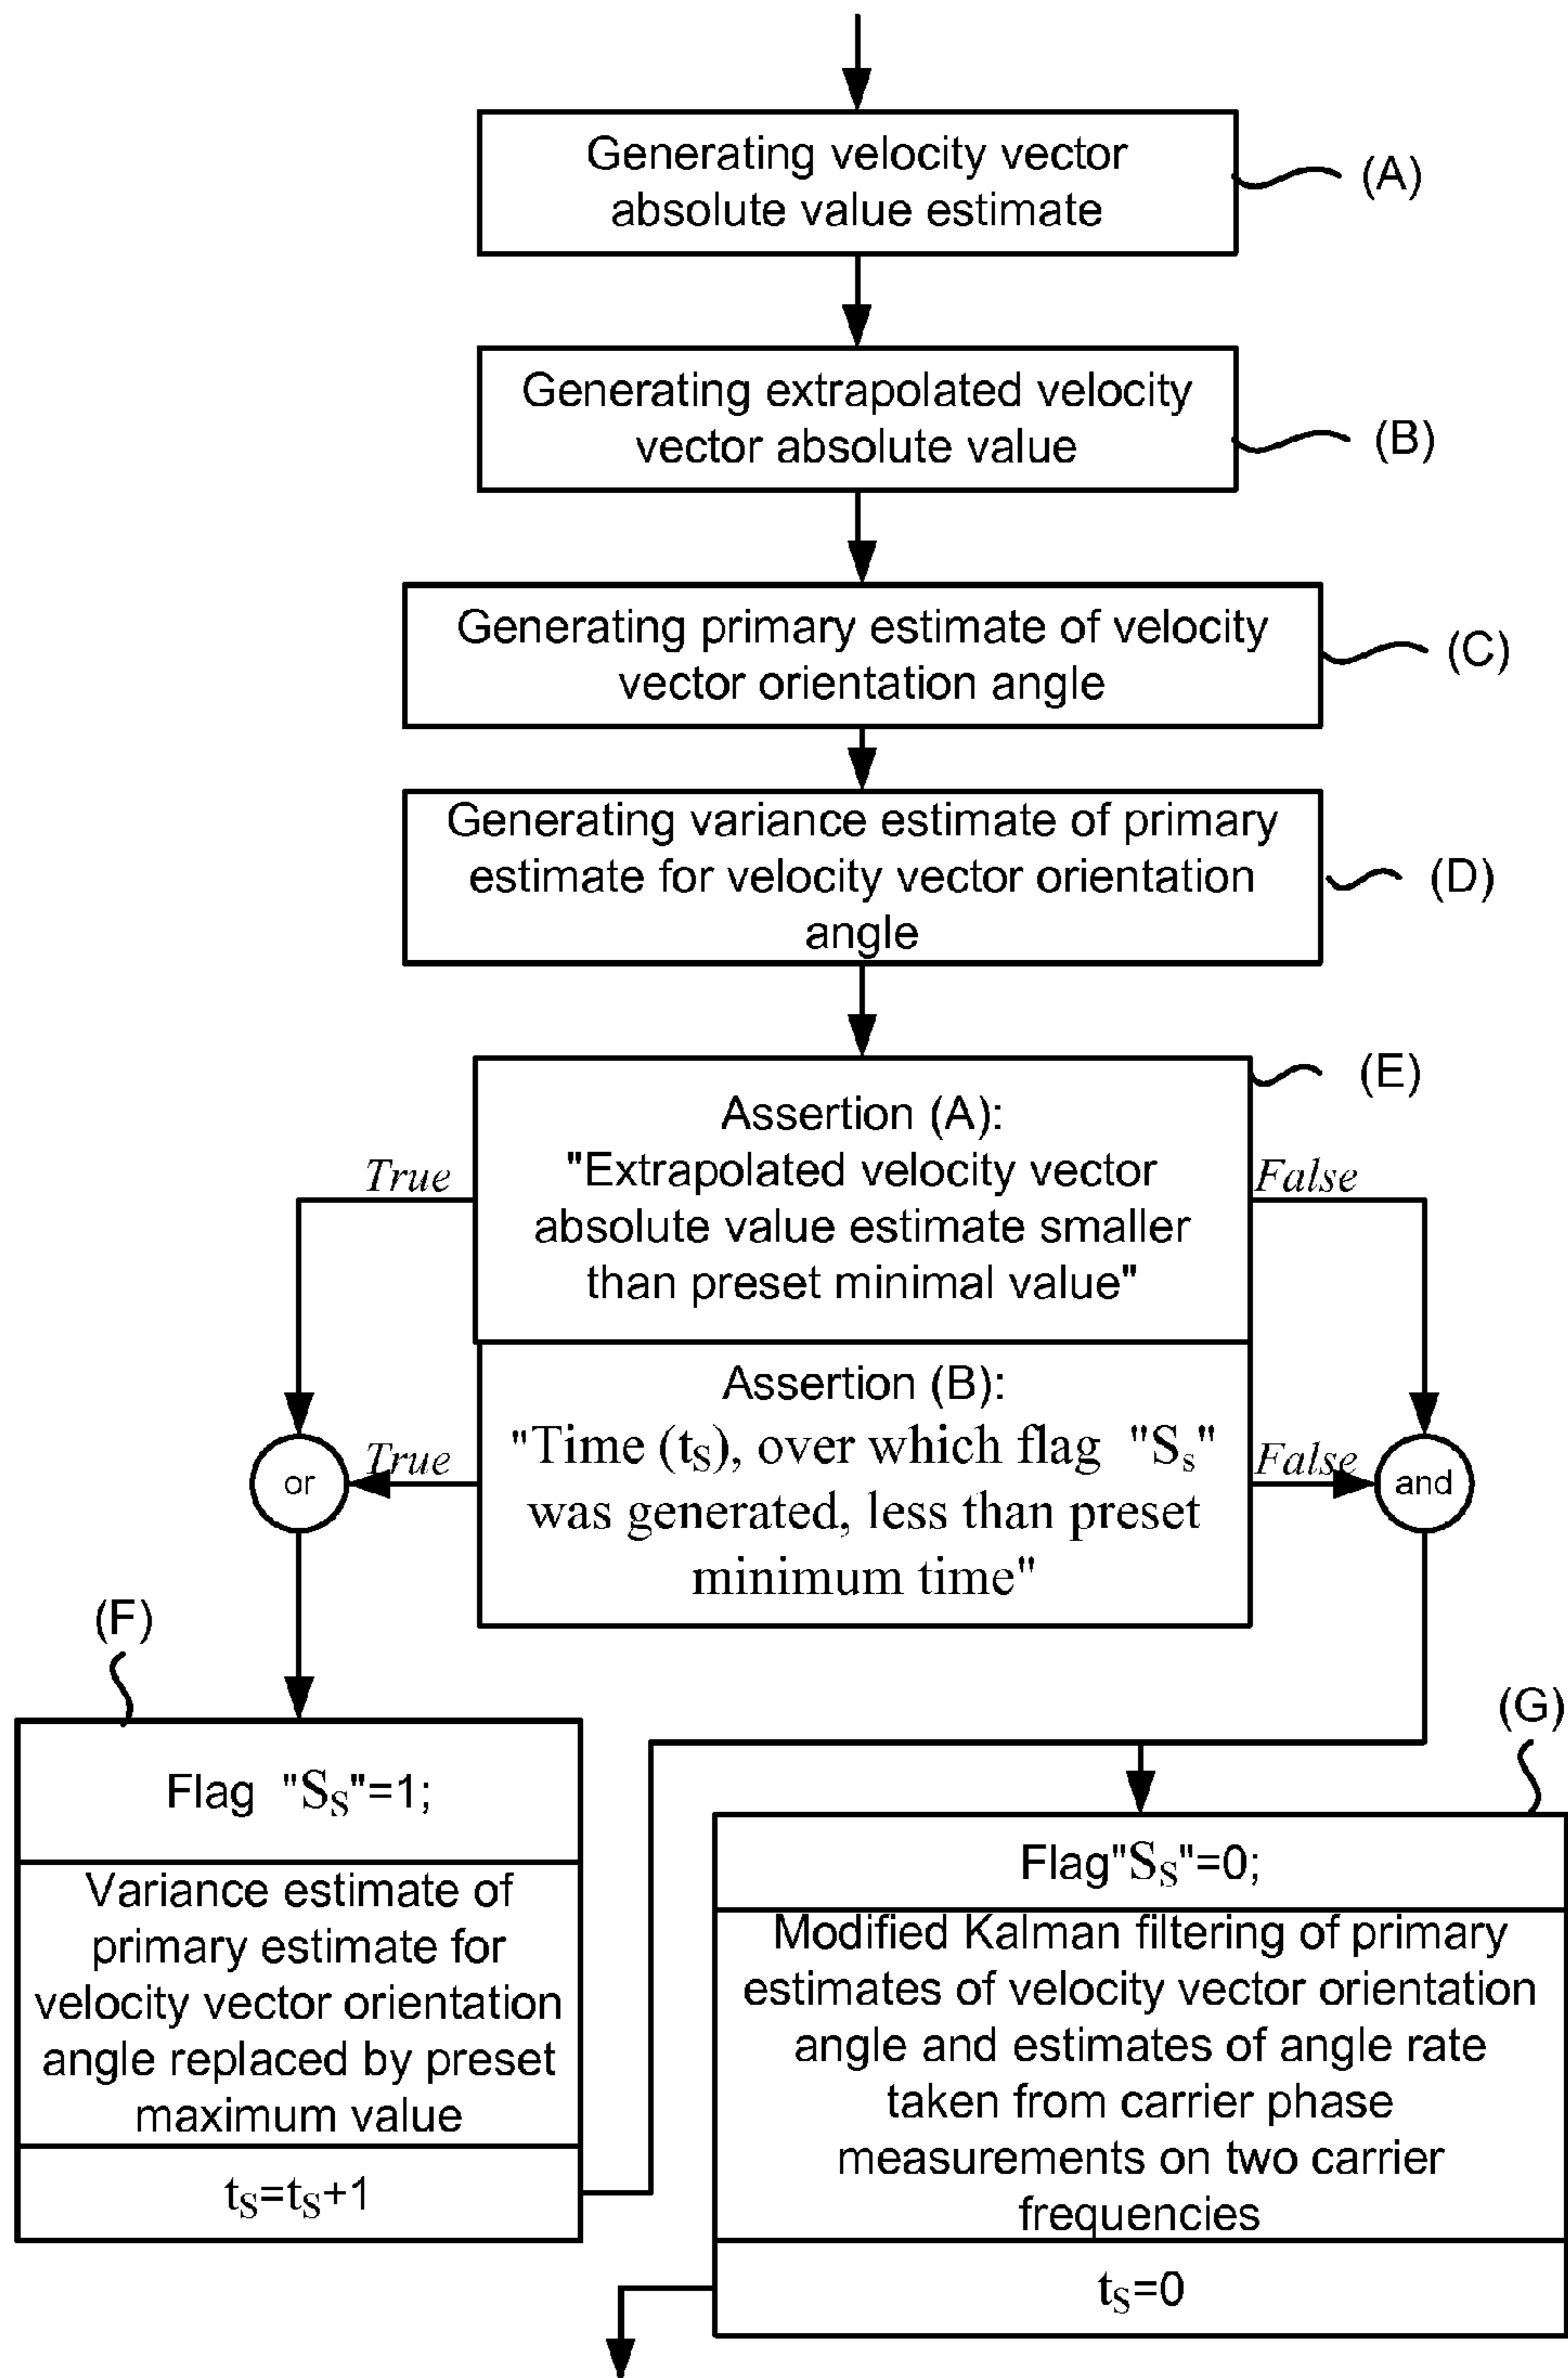 Generating velocity vector
absolute value estimate
(A)
Generating extrapolated velocity
vector absolute value
(B)
Generating primary estimate of velocity
vector orientation angle
(C)
Generating variance estimate of primary
estimate for velocity vector orientation
angle
(D)
(E)
Assertion (A):
"Extrapolated velocity vector
absolute value estimate smaller
than preset minimal value"
True
False
Assertion (B):
"Time (tS), over which flag "Ss"
was generated, less than preset
minimum time"
True
False
or
and
(F)
Flag "SS"=1;
Variance estimate of
primary estimate for
velocity vector orientation
angle replaced by preset
maximum value
tS=tS+1
(G)
Flag"SS"=0;
Modified Kalman filtering of primary
estimates of velocity vector orientation
angle and estimates of angle rate
taken from carrier phase
measurements on two carrier
frequencies
tS=0